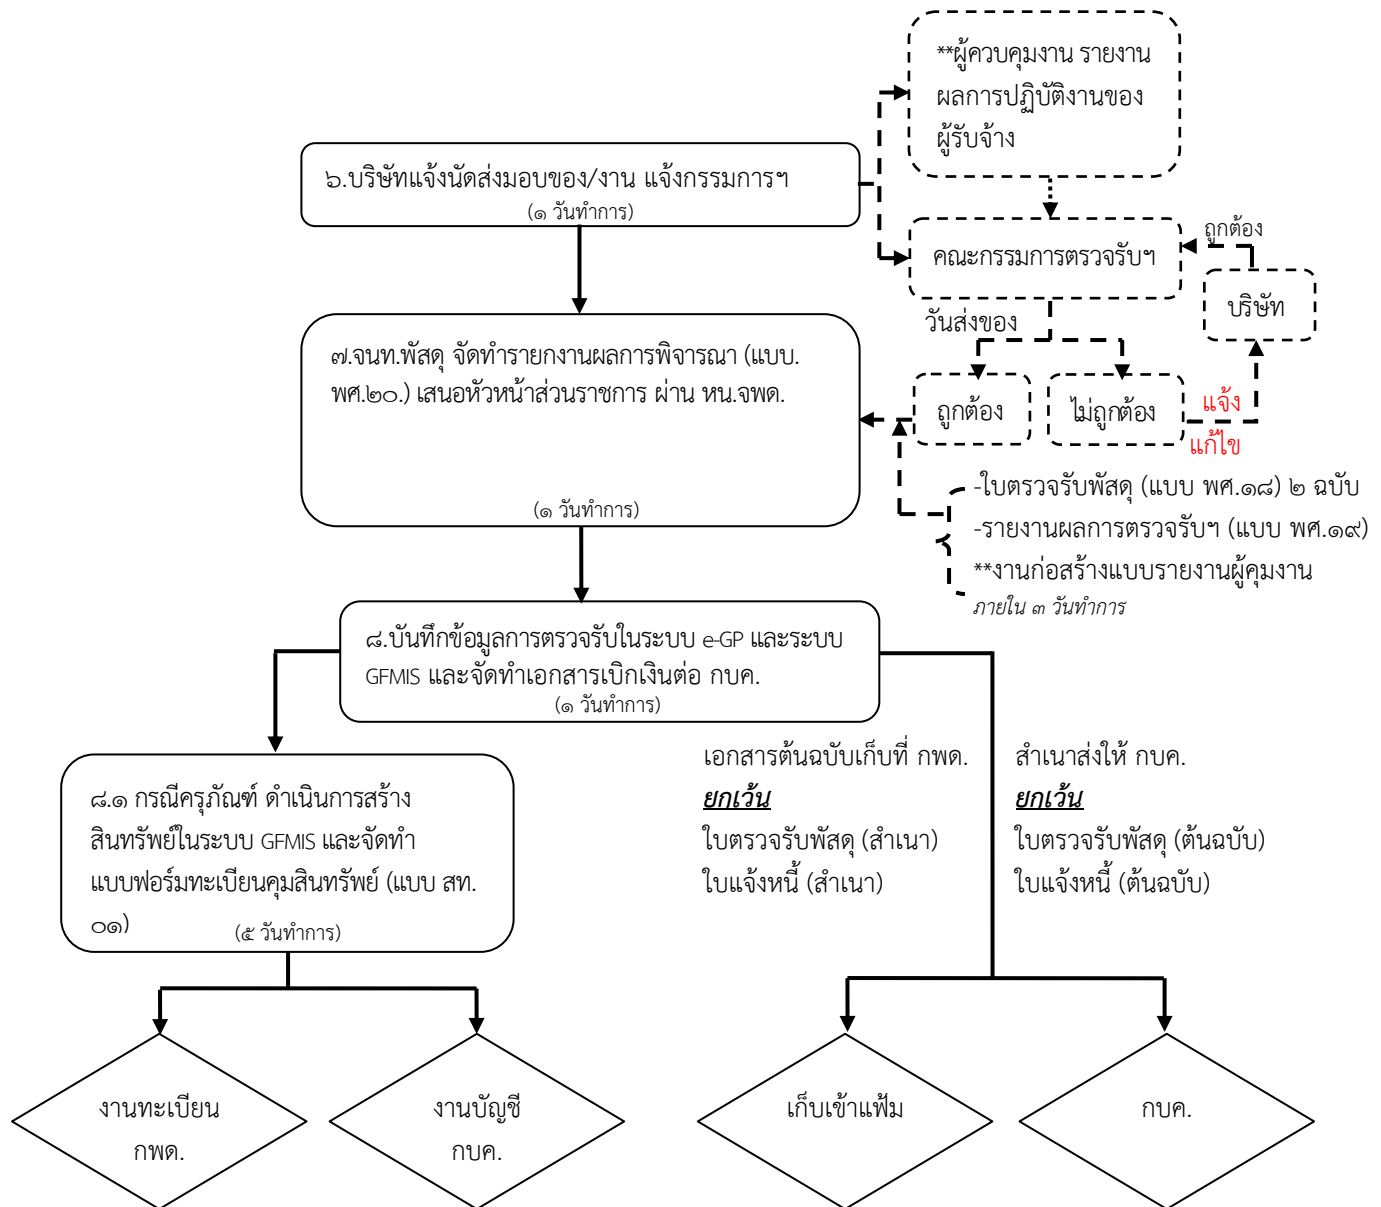 **ผู้ควบคุมงาน รายงาน
ผลการปฏิบัติงานของ
ผู้รับจ้าง
๖.บริษัทแจ้งนัดส่งมอบของ/งาน แจ้งกรรมการฯ
(๑ วันทำการ)
คณะกรรมการตรวจรับฯ
ถูกต้อง
บริษัท
วันส่งของ
๗.จนท.พัสดุ จัดทำรายกงานผลการพิจารณา (แบบ.
พศ.๒๐.) เสนอหัวหน้าส่วนราชการ ผ่าน หน.จพด.
(๑ วันทำการ)
ถูกต้อง
ไม่ถูกต้อง
แจ้ง
แก้ไข
-ใบตรวจรับพัสดุ (แบบ พศ.๑๘) ๒ ฉบับ
-รายงานผลการตรวจรับฯ (แบบ พศ.๑๙)
**งานก่อสร้างแบบรายงานผู้คุมงาน
ภายใน ๓ วันทำการ
๘.บันทึกข้อมูลการตรวจรับในระบบ e-GP และระบบ
GFMIS และจัดทำเอกสารเบิกเงินต่อ กบค.
(๑ วันทำการ)
๘.๑ กรณีครุภัณฑ์ ดำเนินการสร้าง
สินทรัพย์ในระบบ GFMIS และจัดทำ
แบบฟอร์มทะเบียนคุมสินทรัพย์ (แบบ สท.
๐๑)
(๕ วันทำการ)
เอกสารต้นฉบับเก็บที่ กพด.
ยกเว้น
ใบตรวจรับพัสดุ (สำเนา)
ใบแจ้งหนี้ (สำเนา)
สำเนาส่งให้ กบค.
ยกเว้น
ใบตรวจรับพัสดุ (ต้นฉบับ)
ใบแจ้งหนี้ (ต้นฉบับ)
งานทะเบียน
กพด.
งานบัญชี
กบค.
เก็บเข้าแฟ้ม
กบค.